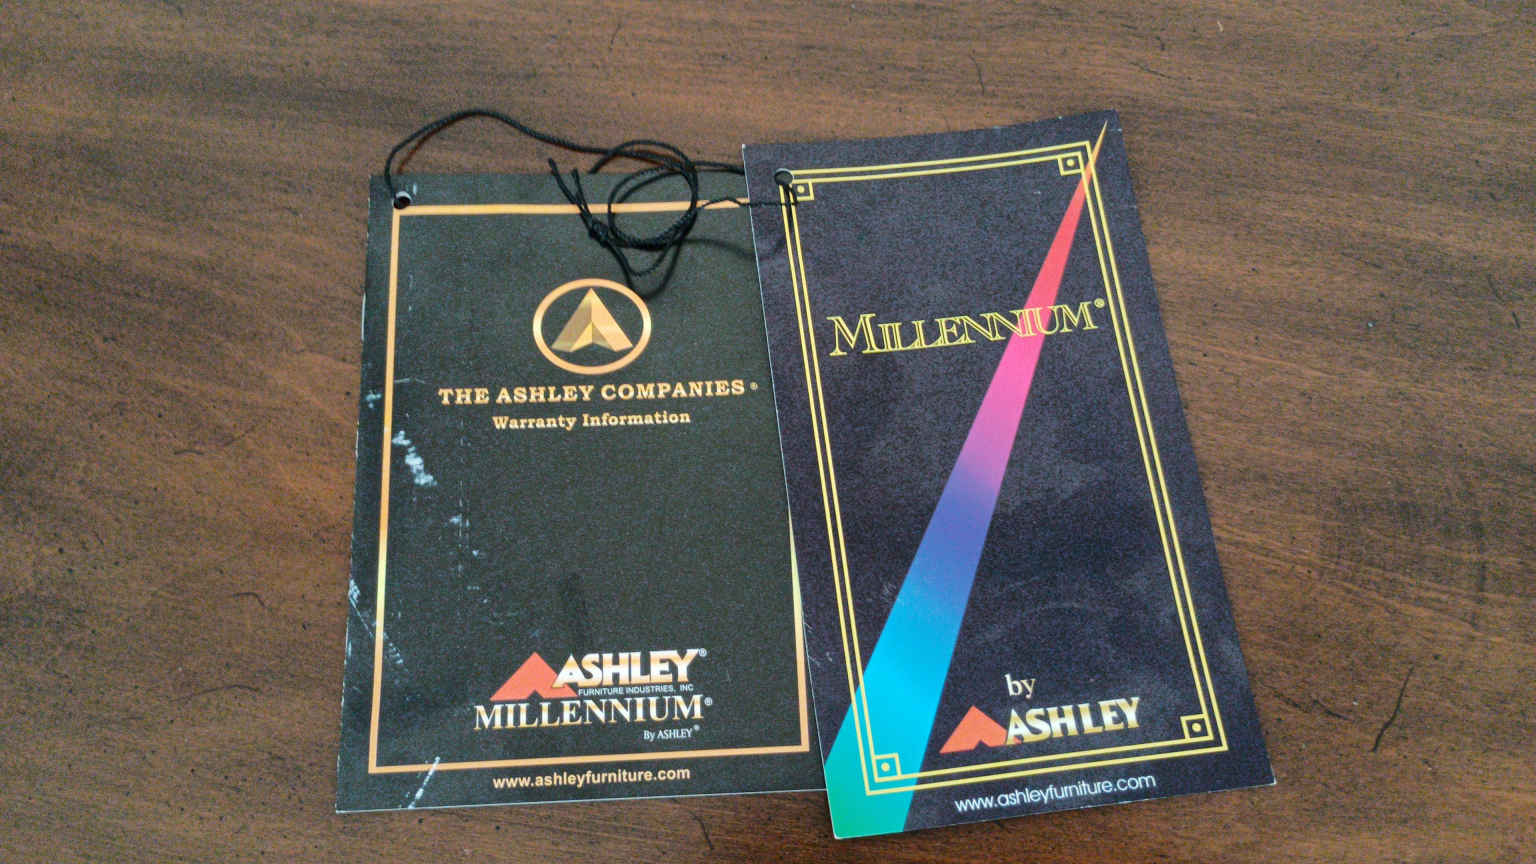 THE ASHLEY COMPANIES®
Warranty Information
ASHLEY®
FURNITURE INDUSTRIES, INC
MILLENNIUM®
By ASHLEY®
www.ashleyfurniture.com
MILLENNIUM®
by
ASHLEY
www.ashleyfurniture.com